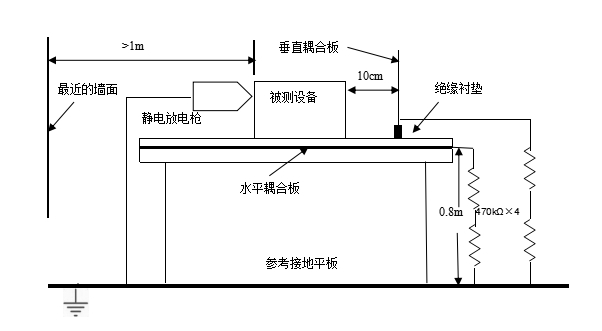 >1m
垂直耦合板
最近的墙面
10cm
绝缘衬垫
被测设备
静电放电枪
水平耦合板
0.8m
470kΩ×4
参考接地平板